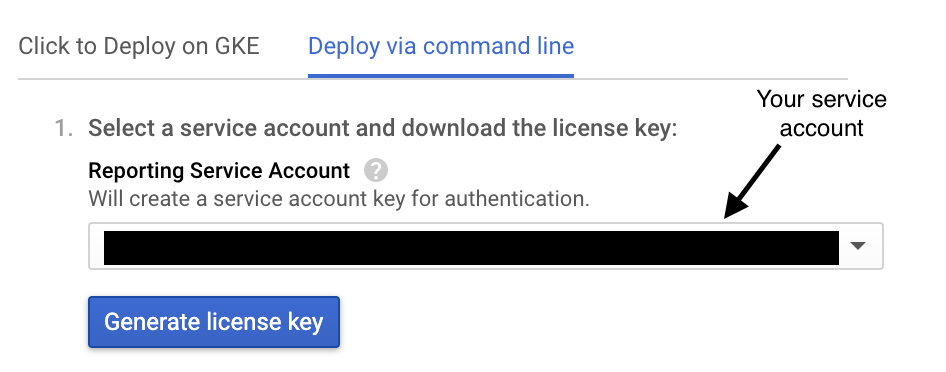 Click to Deploy on GKE
Deploy via command line
Your service
account
1. Select a service account and download the license key:
Reporting Service Account ?
Will create a service account key for authentication.
Generate license key